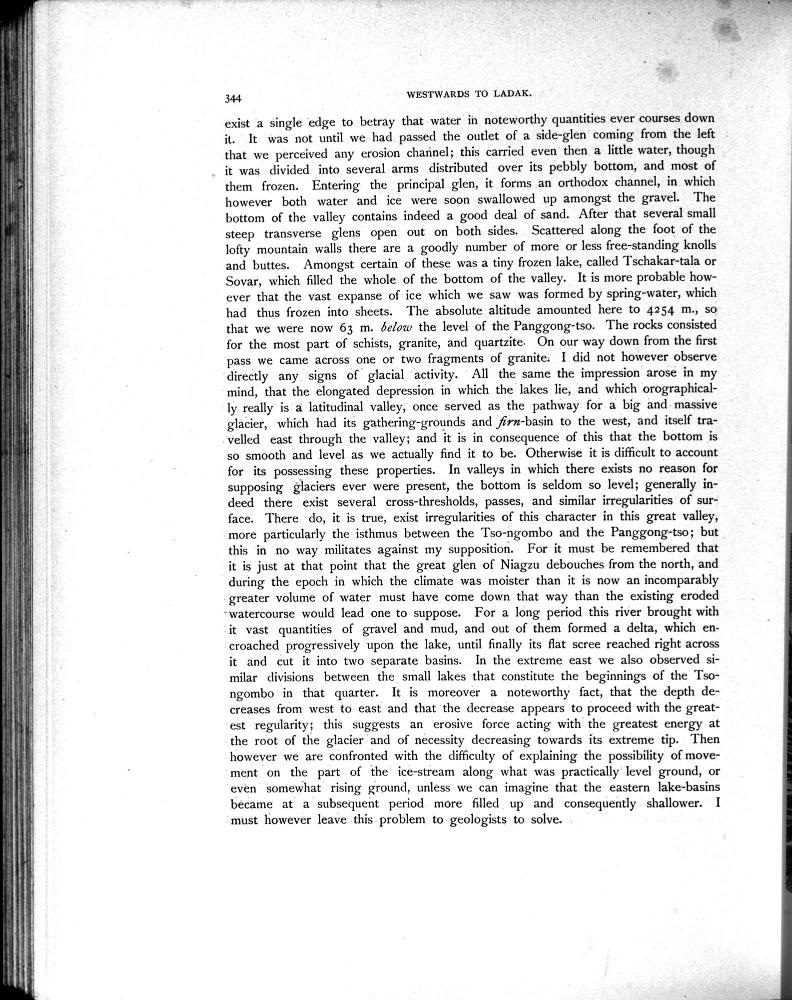 344 WESTWARDS TO LADAK.
exist a single edge to betray that water in noteworthy quantities ever courses down
it. It was not until we had passed the outlet of a side-glen coming from the left
that we perceived any erosion channel; this carried even then a little water, though
it was divided into several arms distributed over its pebbly bottom, and most of
them frozen. Entering the principal glen, it forms an orthodox channel, in which
however both water and ice were soon swallowed up amongst the gravel. The
bottom of the valley contains indeed a good deal of sand. After that several small
steep transverse glens open out on both sides. Scattered along the foot of the
lofty mountain walls there are a goodly number of more or less free-standing knolls
and buttes. Amongst certain of these was a tiny frozen lake, called Tschakar-tala or
Sovar, which filled the whole of the bottom of the valley. It is more probable how-
ever that the vast expanse of ice which we saw was formed by spring-water, which
had thus frozen into sheets. The absolute altitude amounted here to 4254 m., so
that we were now 63 m. below the level of the Panggong-tso. The rocks consisted
for the most part of schists, granite, and quartzite. On our way down from the first
pass we came across one or two fragments of granite. I did not however observe
directly any signs of glacial activity. All the same the impression arose in my
mind, that the elongated depression in which the lakes lie, and which orographical-
ly really is a latitudinal valley, once served as the pathway for a big and massive
glacier, which had its gathering-grounds and firn-basin to the west, and itself tra-
velled east through the valley; and it is in consequence of this that the bottom is
so smooth and level as we actually find it to be. Otherwise it is difficult to account
for its possessing these properties. In valleys in which there exists no reason for
supposing glaciers ever were present, the bottom is seldom so level; generally in-
deed there exist several cross-thresholds, passes, and similar irregularities of sur-
face. There do, it is true, exist irregularities of this character in this great valley,
more particularly the isthmus between the Tso-ngombo and the Panggong-tso; but
this in no way militates against my supposition. For it must be remembered that
it is just at that point that the great glen of Niagzu debouches from the north, and
during the epoch in which the climate was moister than it is now an incomparably
greater volume of water must have come down that way than the existing eroded
watercourse would lead one to suppose. For a long period this river brought with
it vast quantities of gravel and mud, and out of them formed a delta, which en-
croached progressively upon the lake, until finally its flat scree reached right across
it and cut it into two separate basins. In the extreme east we also observed si-
milar divisions between the small lakes that constitute the beginnings of the Tso-
ngombo in that quarter. It is moreover a noteworthy fact, that the depth de-
creases from west to east and that the decrease appears to proceed with the great-
est regularity; this suggests an erosive force acting with the greatest energy at
the root of the glacier and of necessity decreasing towards its extreme tip. Then
however we are confronted with the difficulty of explaining the possibility of move-
ment on the part of the ice-stream along what was practically level ground, or
even somewhat rising ground, unless we can imagine that the eastern lake-basins
became at a subsequent period more filled up and consequently shallower. I
must however leave this problem to geologists to solve.